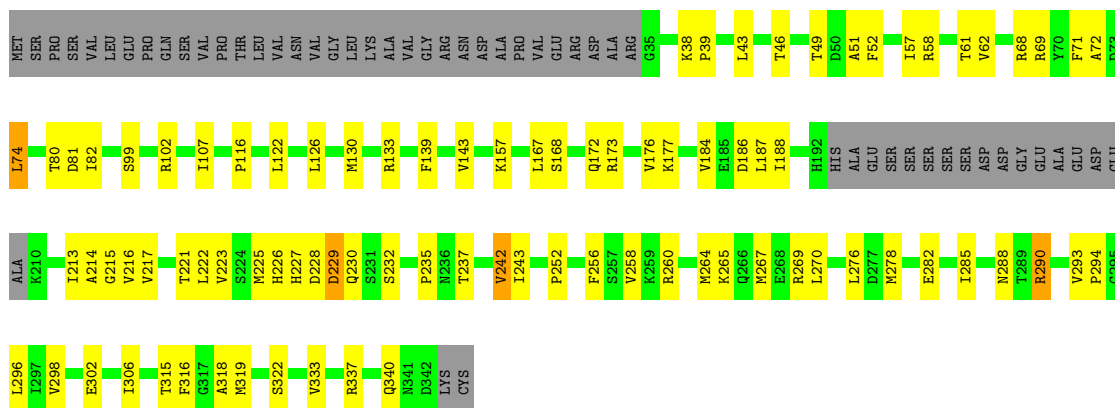 MET SER PRO PRO SER VAL LEU GLU PRO GLN SER VAL PRO THR LEU VAL ASN VAL GLY LEU LYS ALA VAL GLY ARG ASN ASP ALA PRO VAL GLU ARG ASP ALA ARG G35 K38 P39 L43 T46 T49 D50 A51 F52 I57 R58 T61 V62 R68 R69 Y70 F71 A72
L74 T80 D81 I82 S99 R102 I107 P116 L122 L126 M130 R133 F139 V143 K157 L167 S168 Q172 R173 V176 K177 V184 E185 D186 L187 I188 H192 HIS ALA GLU SER SER SER SER SER ASP ASP GLY GLU ALA GLU ASP
ALA K210 I213 A214 G215 V216 V217 T221 L222 V223 S224 M225 H226 H227 D228 D229 Q230 S231 S232 P235 N236 T237 V242 I243 P252 F256 S257 V258 K259 R260 M264 K265 Q266 M267 E268 R269 L270 L276 D277 M278 E282 I285 N288 T289 R290 V293 P294
L296 I297 V298 E302 I306 T315 F316 G317 A318 M319 S322 V333 R337 Q340 N341 D342 LYS CYS